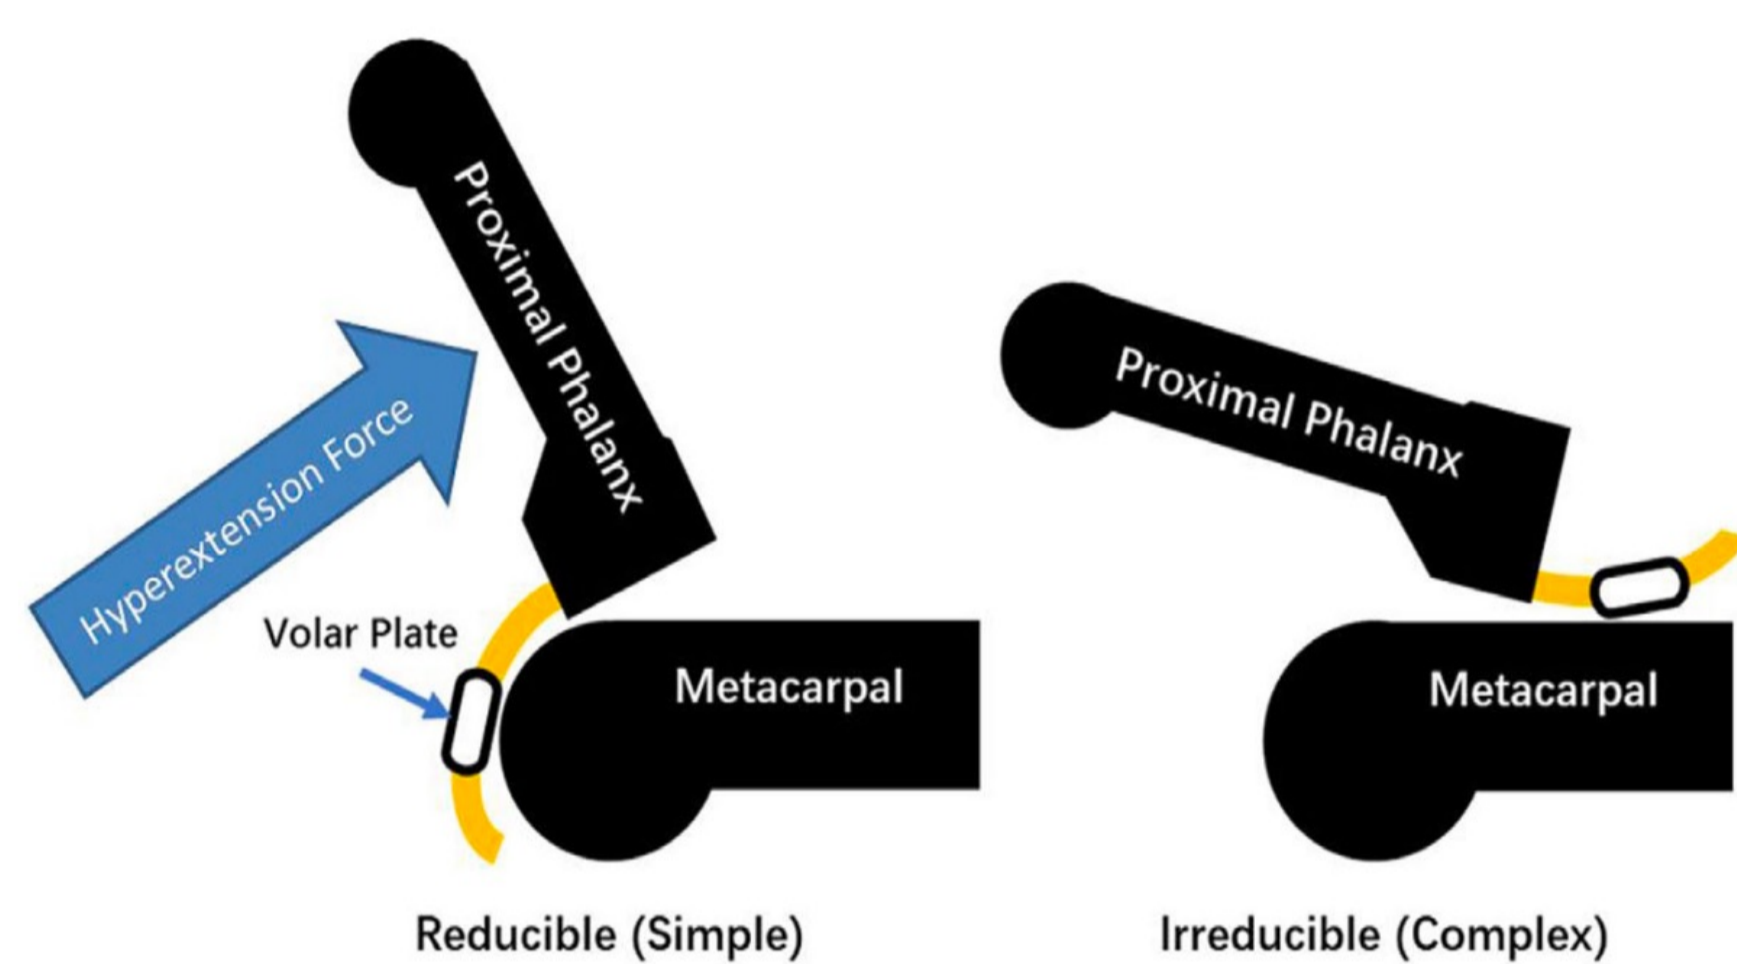 Proximal Phalanx
Hyperextension Force
Volar Plate
Metacarpal
Reducible (Simple)
Proximal Phalanx
Metacarpal
Irreducible (Complex)